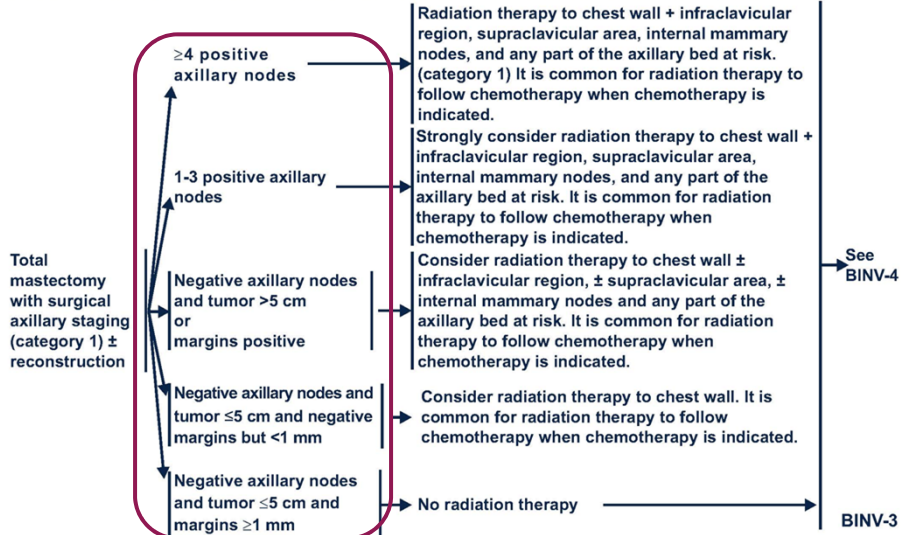 Total
mastectomy
with surgical
axillary staging
(category 1) ±
reconstruction
≥4 positive
axillary nodes
Radiation therapy to chest wall + infraclavicular
region, supraclavicular area, internal mammary
nodes, and any part of the axillary bed at risk.
(category 1) It is common for radiation therapy to
follow chemotherapy when chemotherapy is
indicated.
1-3 positive axillary
nodes
Strongly consider radiation therapy to chest wall +
infraclavicular region, supraclavicular area,
internal mammary nodes, and any part of the
axillary bed at risk. It is common for radiation
therapy to follow chemotherapy when
chemotherapy is indicated.
Negative axillary nodes
and tumor >5 cm
or
margins positive
Consider radiation therapy to chest wall ±
infraclavicular region, ± supraclavicular area, ±
internal mammary nodes and any part of the
axillary bed at risk. It is common for radiation
therapy to follow chemotherapy when
chemotherapy is indicated.
Negative axillary nodes and
tumor ≤5 cm and negative
margins but <1 mm
Consider radiation therapy to chest wall. It is
common for radiation therapy to follow
chemotherapy when chemotherapy is indicated.
Negative axillary nodes
and tumor ≤5 cm and
margins ≥1 mm
No radiation therapy
See
BINV-4
BINV-3